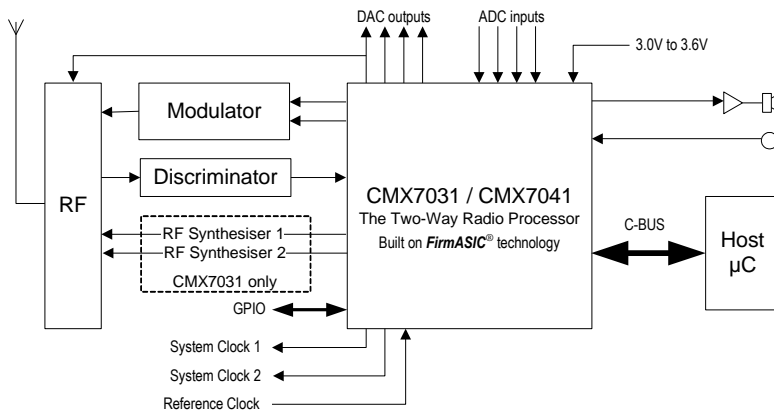 DAC outputs
ADC inputs
3.0V to 3.6V
Modulator
Discriminator
RF
CMX7031 / CMX7041
The Two-Way Radio Processor
Built on FirmASIC® technology
C-BUS
Host
µC
RF Synthesiser 1
RF Synthesiser 2
CMX7031 only
GPIO
System Clock 1
System Clock 2
Reference Clock